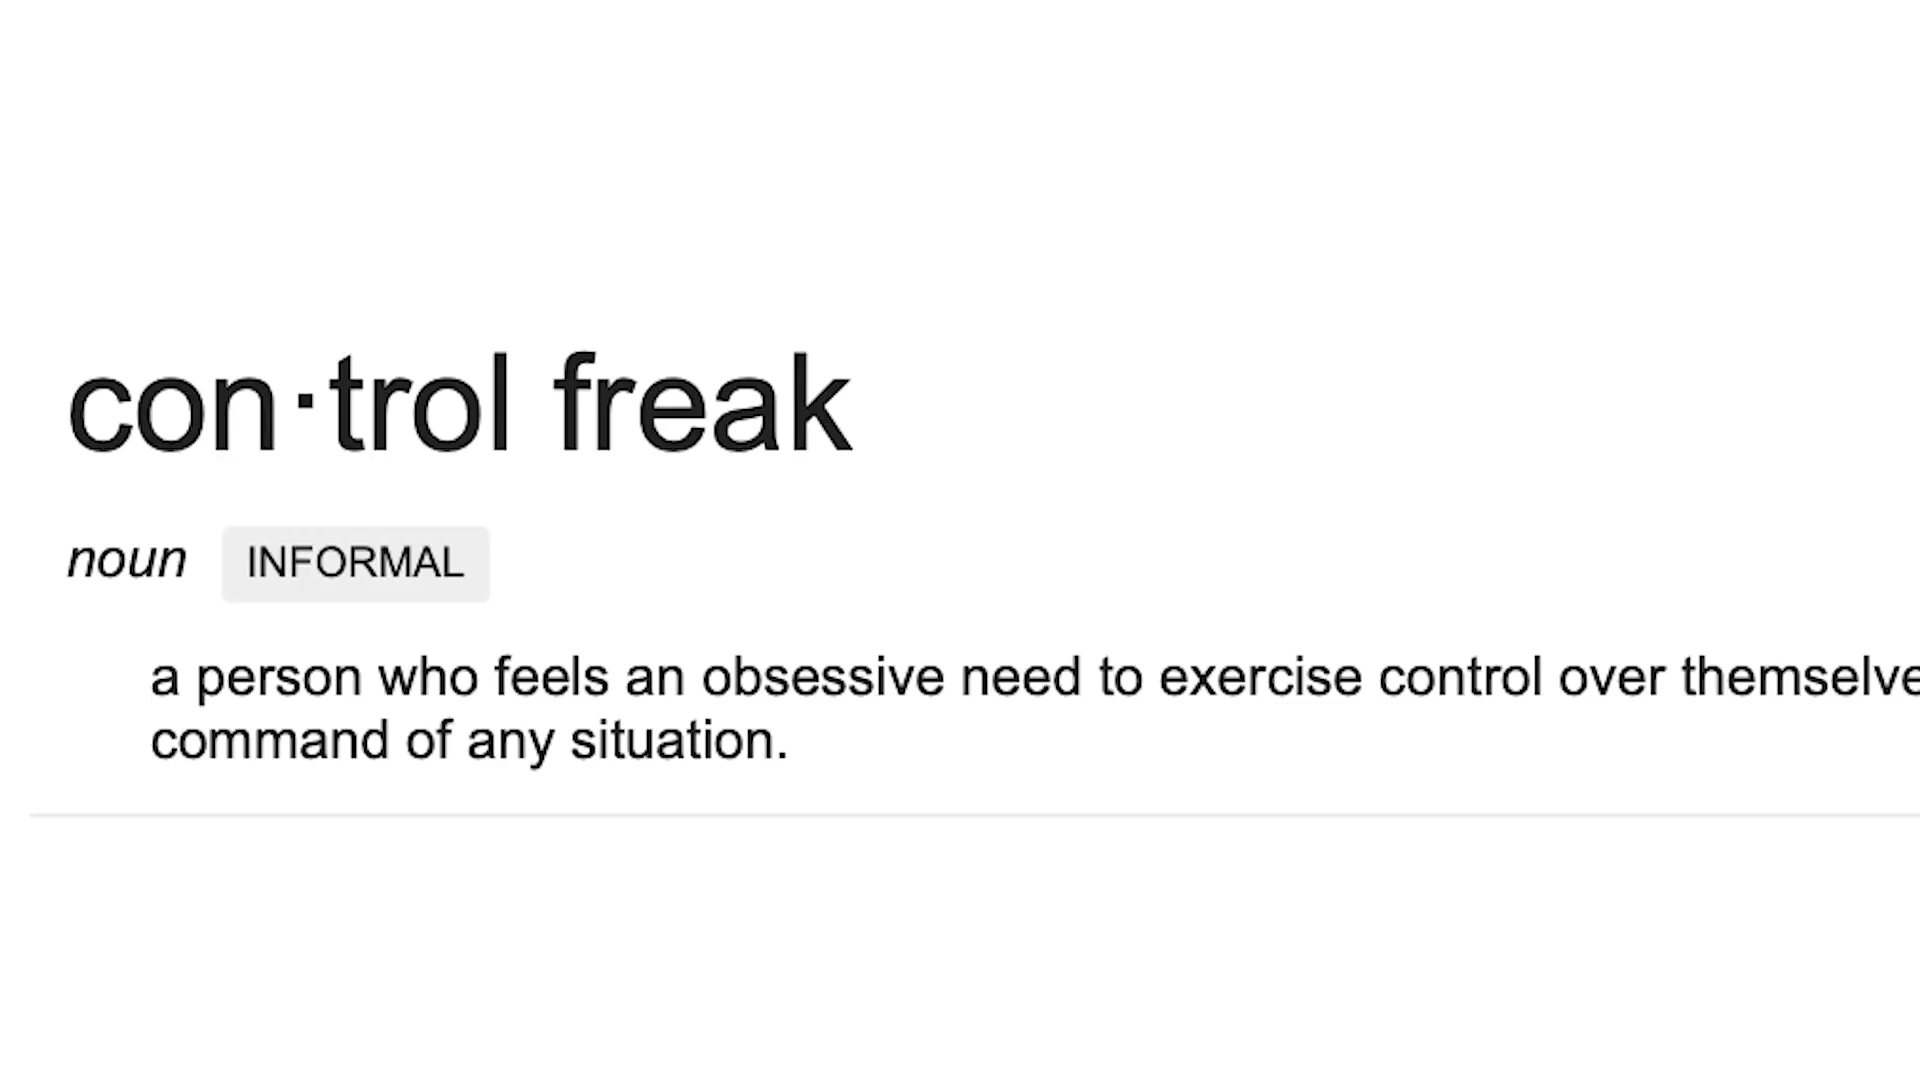 con·trol freak
noun INFORMAL
a person who feels an obsessive need to exercise control over themselve
command of any situation.